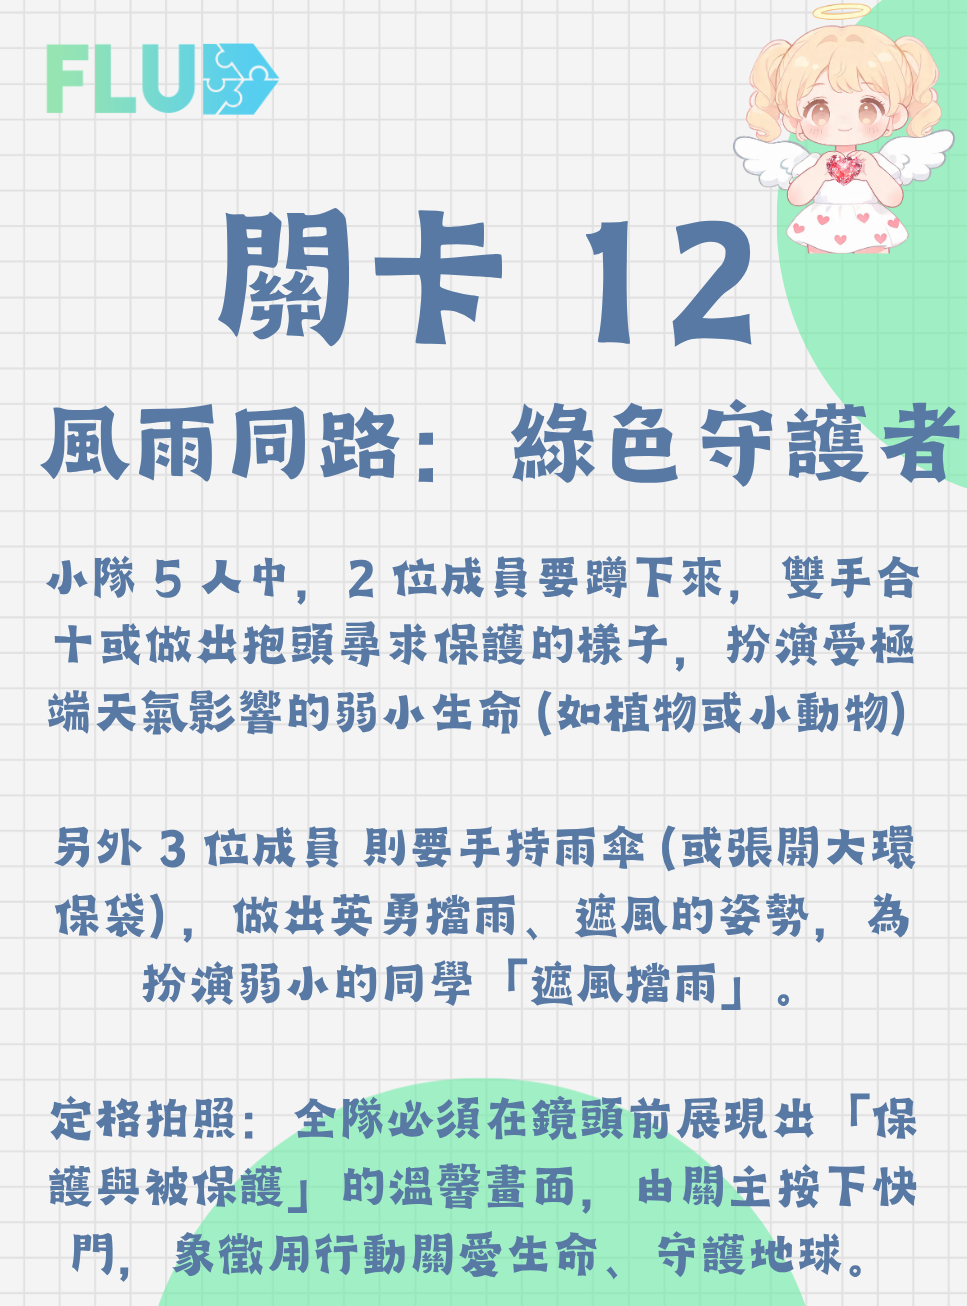 FLUD
關卡 12
風雨同路：綠色守護者
小隊 5 人中，2 位成員要蹲下來，雙手合
十或做出抱頭尋求保護的樣子，扮演受極
端天氣影響的弱小生命 (如植物或小動物)
另外 3 位成員 則要手持雨傘 (或張開大環
保袋)，做出英勇擋雨、遮風的姿勢，為
扮演弱小的同學「遮風擋雨」。
定格拍照：全隊必須在鏡頭前展現出「保
護與被保護」的溫馨畫面，由關主按下快
門，象徵用行動關愛生命、守護地球。